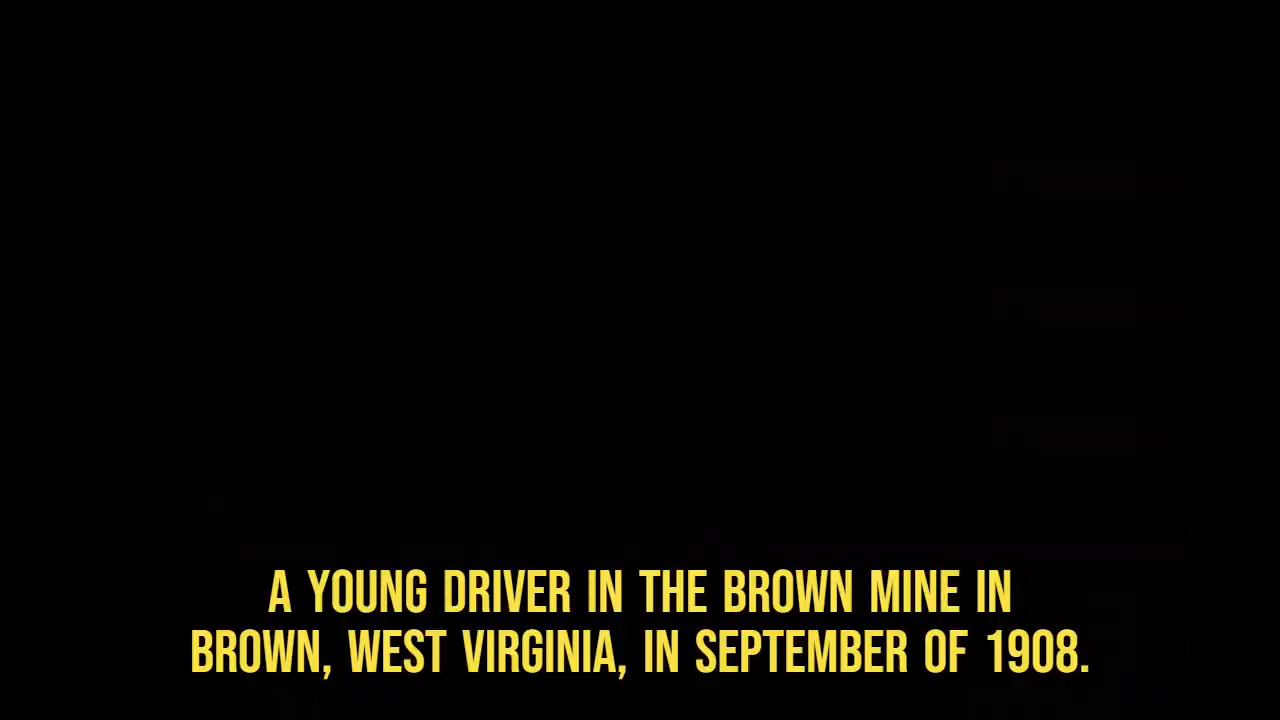 A YOUNG DRIVER IN THE BROWN MINE IN
BROWN, WEST VIRGINIA, IN SEPTEMBER OF 1908.